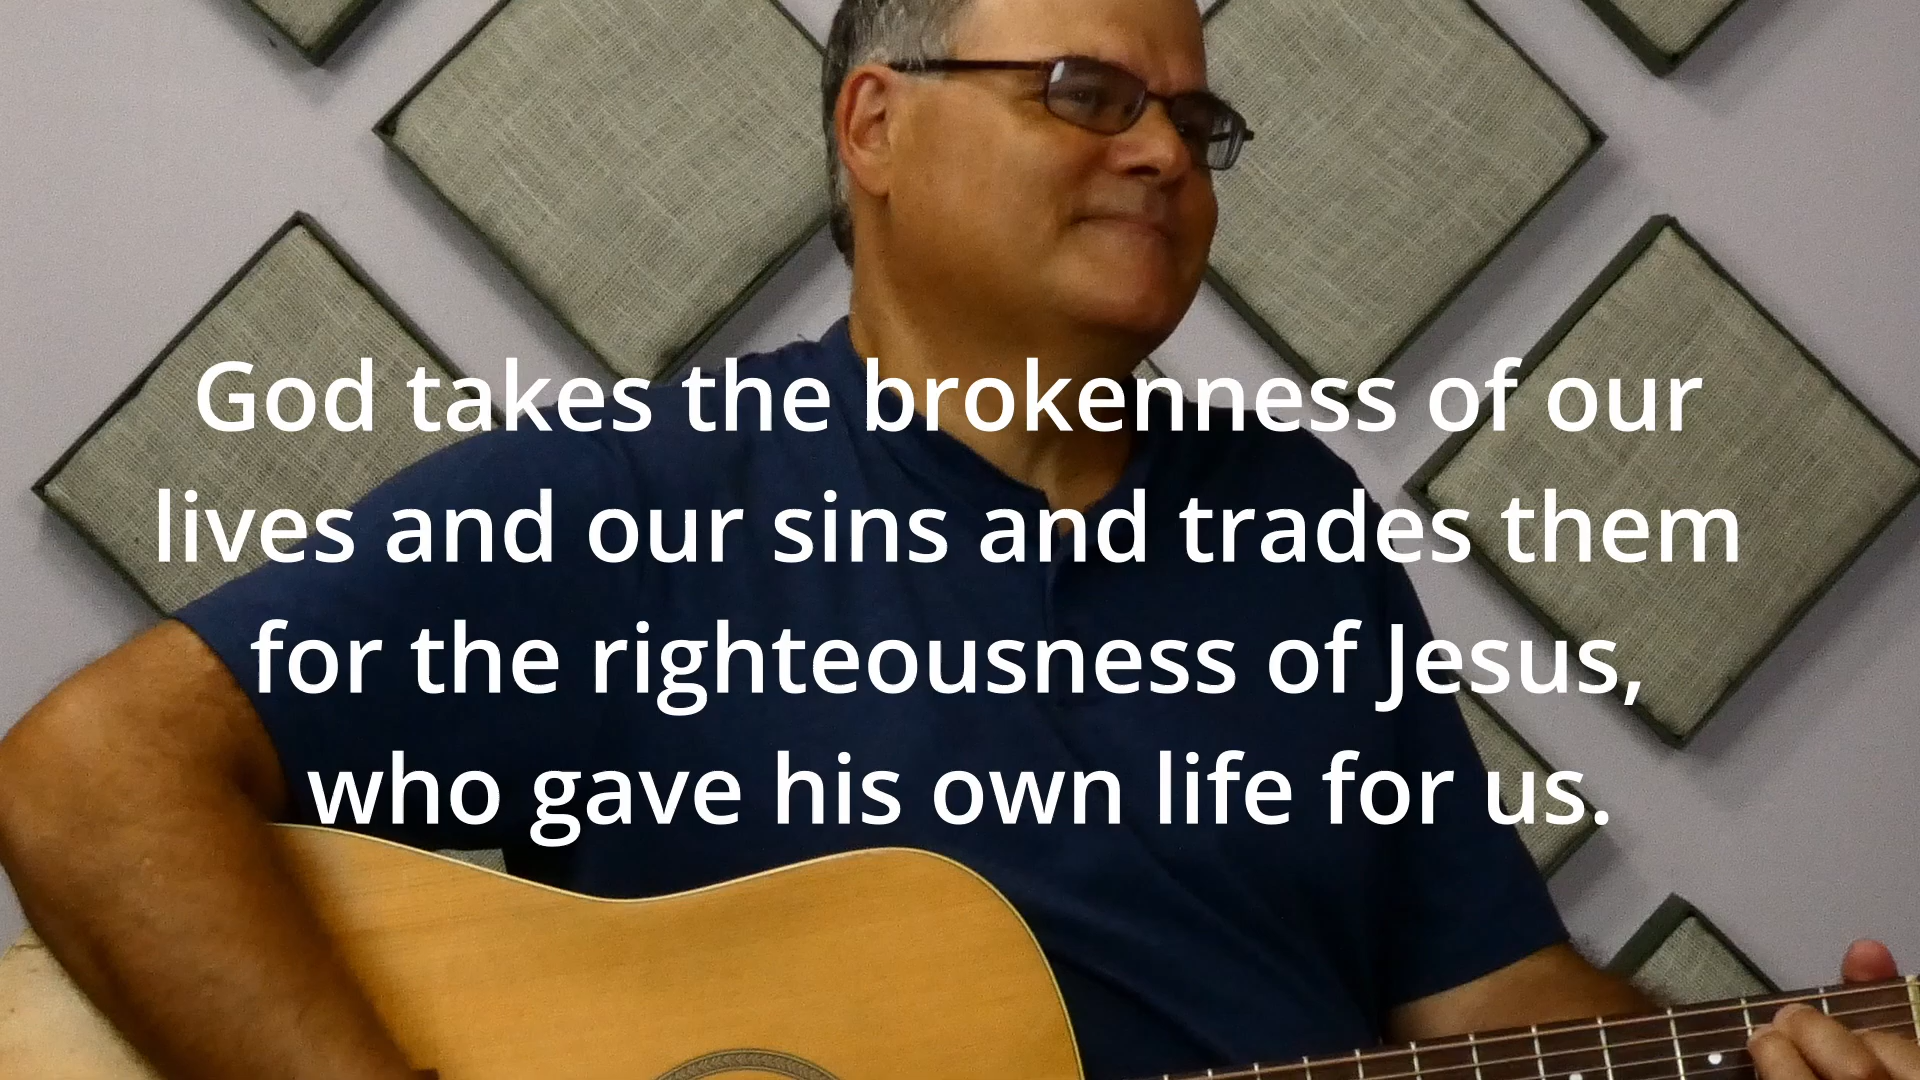 God takes the brokenness of our
lives and our sins and trades them
for the righteousness of Jesus,
who gave his own life for us.